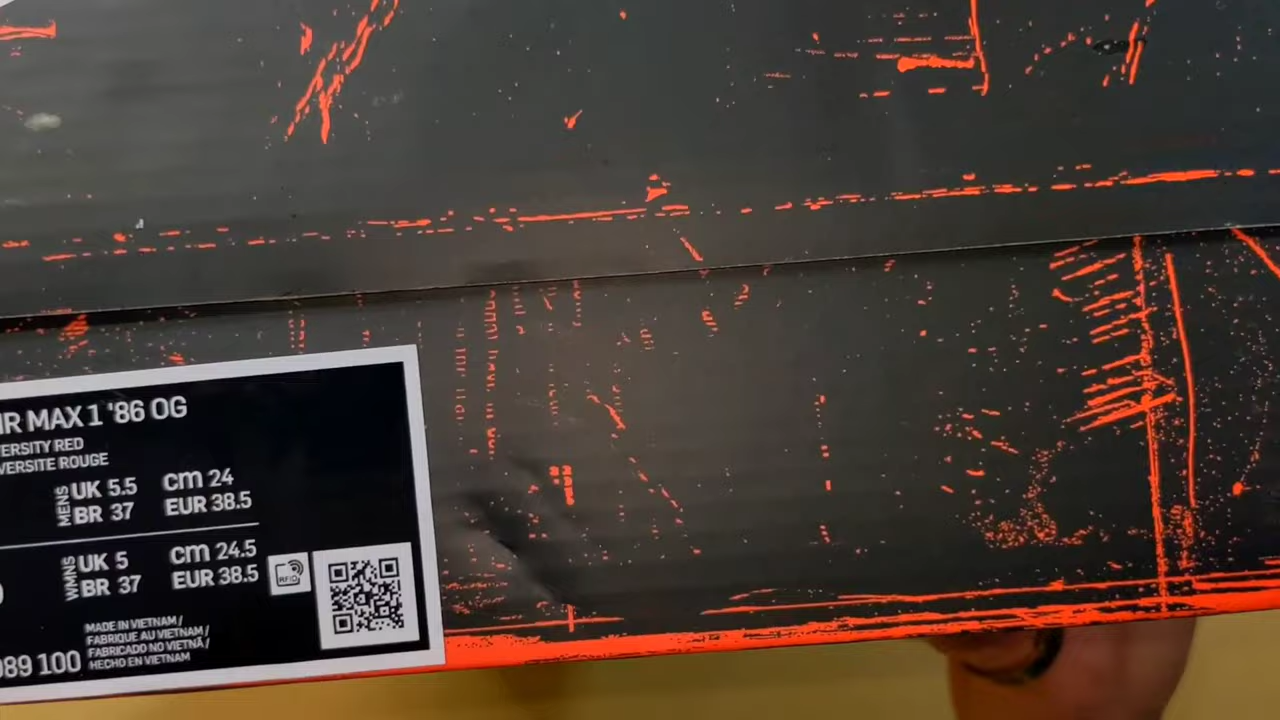 IR MAX 1 '86 OG
ERSITY RED
VERSITE ROUGE
MENS UK 5.5 cm 24
BR 37 EUR 38.5
WMNS UK 5 cm 24.5
BR 37 EUR 38.5
RFID
MADE IN VIETNAM /
FABRIQUE AU VIETNAM /
FABRICADO NO VIETNÃ /
HECHO EN VIETNAM
089 100